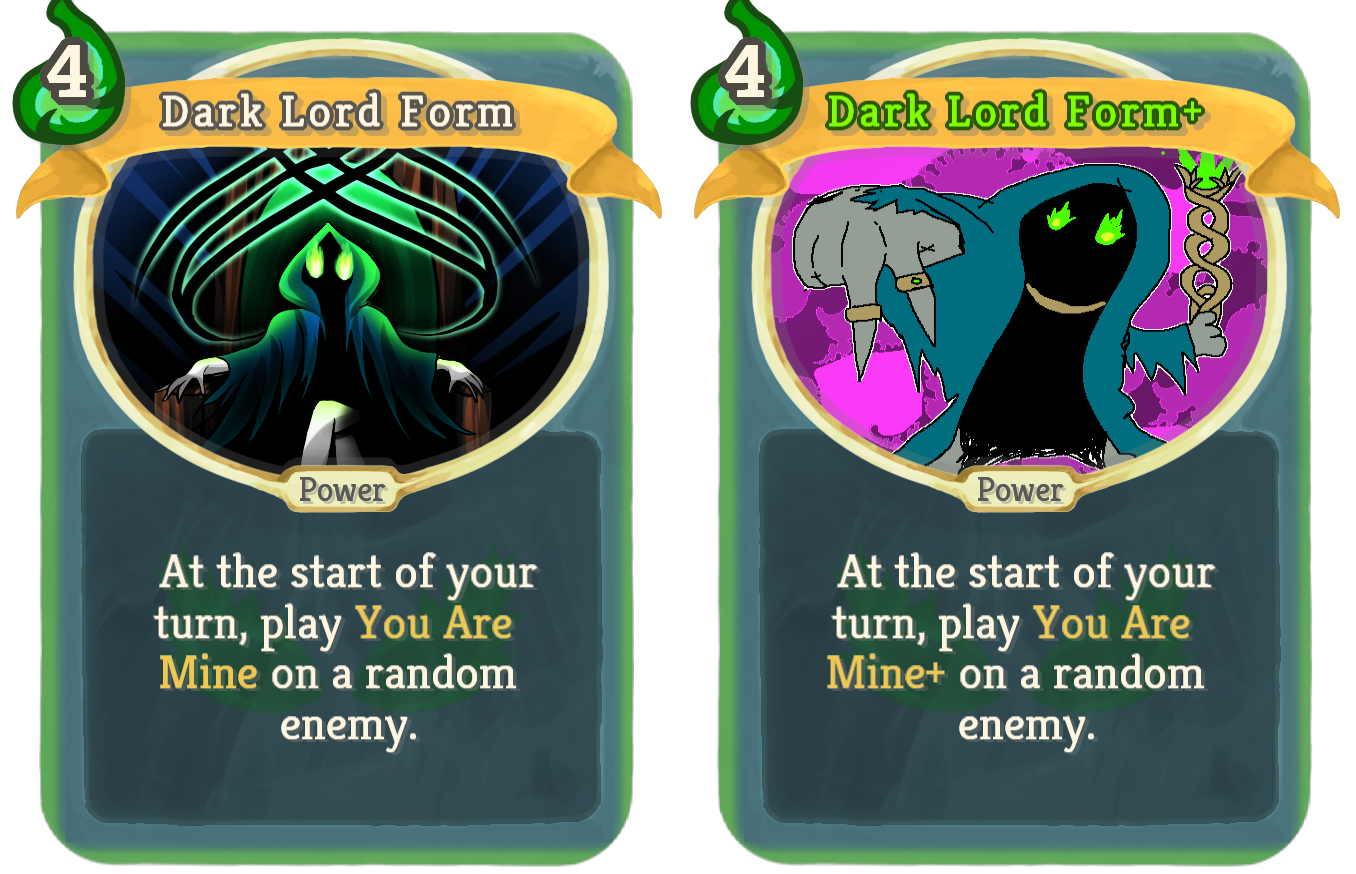 4
Dark Lord Form
Power
At the start of your
turn, play You Are
Mine on a random
enemy.
4
Dark Lord Form+
Power
At the start of your
turn, play You Are
Mine+ on a random
enemy.